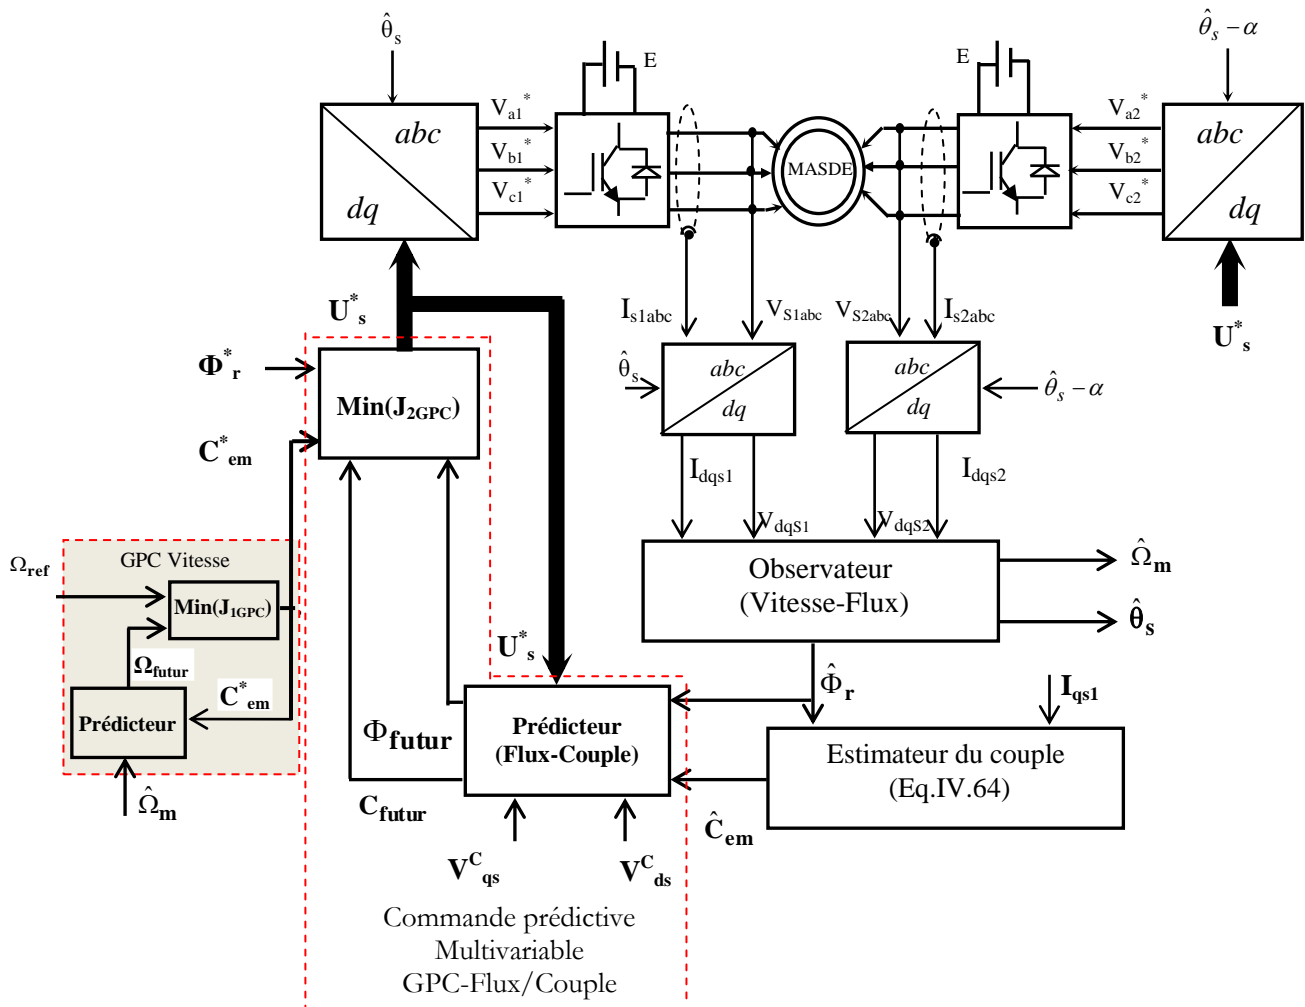 θ̂s
E
E
θ̂s − α
Va1*
Vb1*
Vc1*
abc
dq
MASDE
Va2*
Vb2*
Vc2*
abc
dq
U*s
Is1abc
VS1abc
VS2abc
Is2abc
U*s
Φ*r
Min(J2GPC)
C*em
θ̂s
abc
dq
abc
dq
θ̂s − α
Idqs1
Idqs2
VdqS1
VdqS2
GPC Vitesse
Ωref
Min(J1GPC)
Ωfutur
C*em
Prédicteur
Ω̂m
Observateur
(Vitesse-Flux)
Ω̂m
θ̂s
U*s
Φ̂r
Iqs1
Prédicteur
(Flux-Couple)
Φfutur
Cfutur
Estimateur du couple
(Eq.IV.64)
Ĉem
VCqs
VCds
Commande prédictive
Multivariable
GPC-Flux/Couple